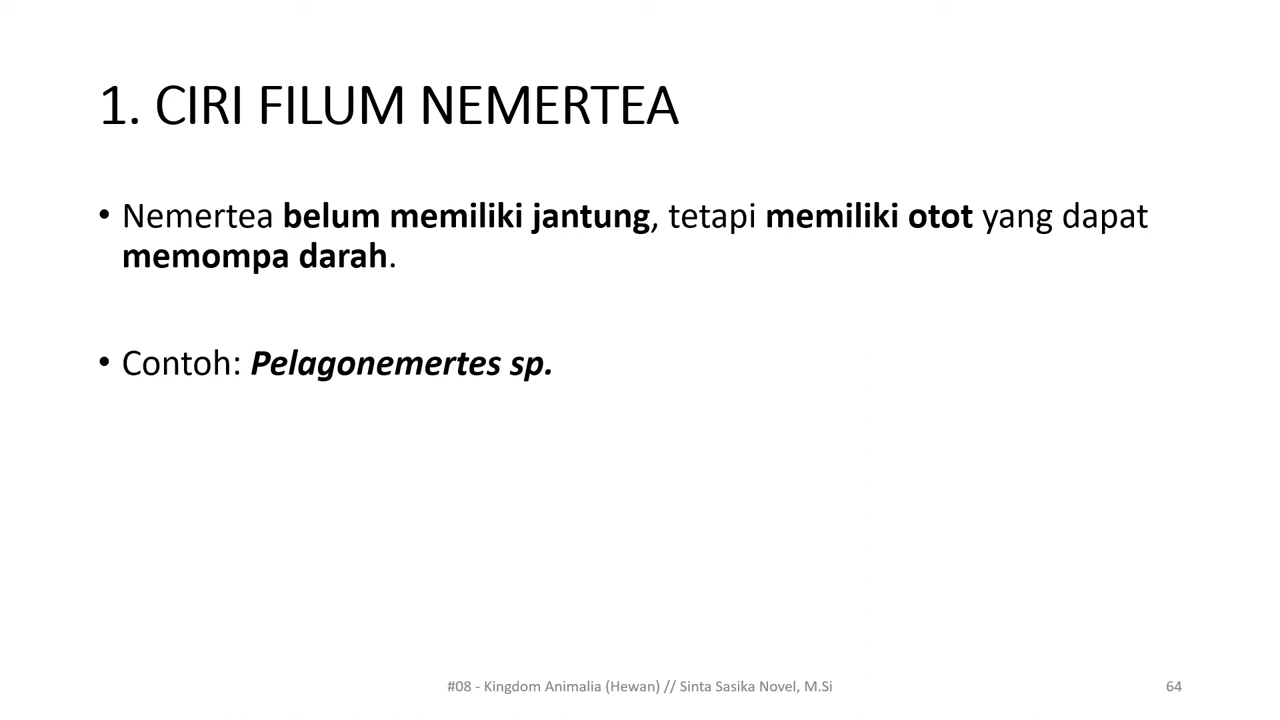 1. CIRI FILUM NEMERTEA
• Nemertea belum memiliki jantung, tetapi memiliki otot yang dapat
memompa darah.
• Contoh: Pelagonemertes sp.
#08 - Kingdom Animalia (Hewan) // Sinta Sasika Novel, M.Si
64